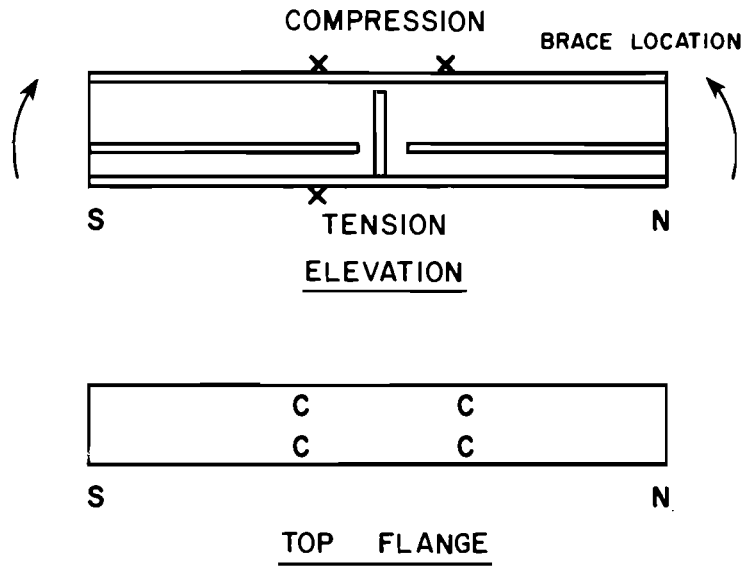 COMPRESSION
BRACE LOCATION
X X
X
S TENSION N
ELEVATION
C C
C C
S N
TOP FLANGE